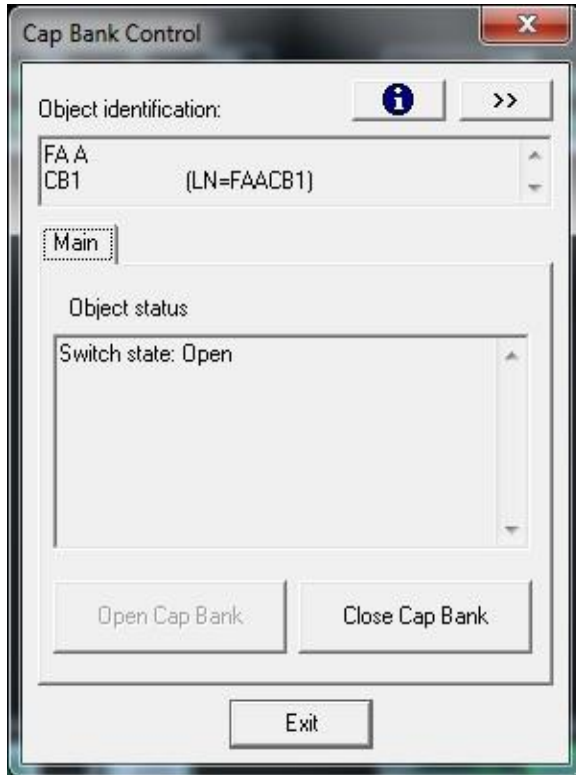 Cap Bank Control
Object identification:
>>
FA A
CB1 (LN=FAACB1)
Main
Object status
Switch state: Open
Open Cap Bank
Close Cap Bank
Exit